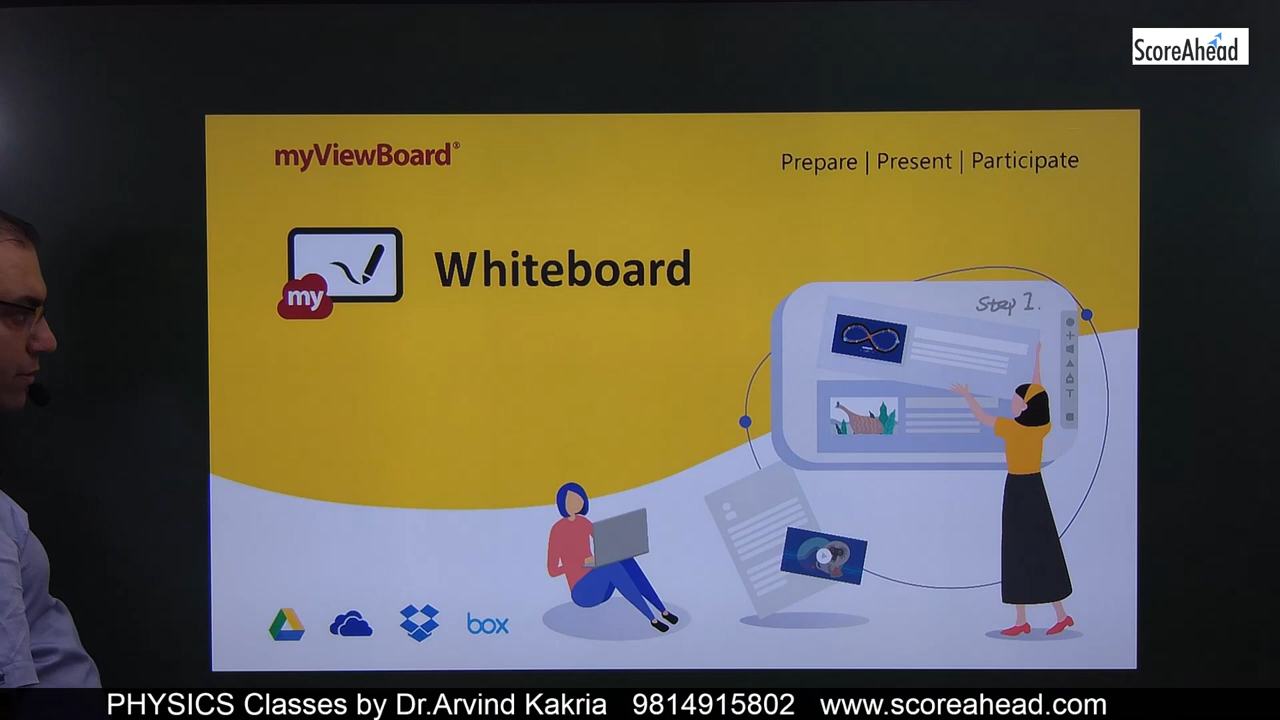 ScoreAhead
myViewBoard®
Prepare | Present | Participate
Whiteboard
my
Step 1.
box
PHYSICS Classes by Dr.Arvind Kakria 9814915802 www.scoreahead.com